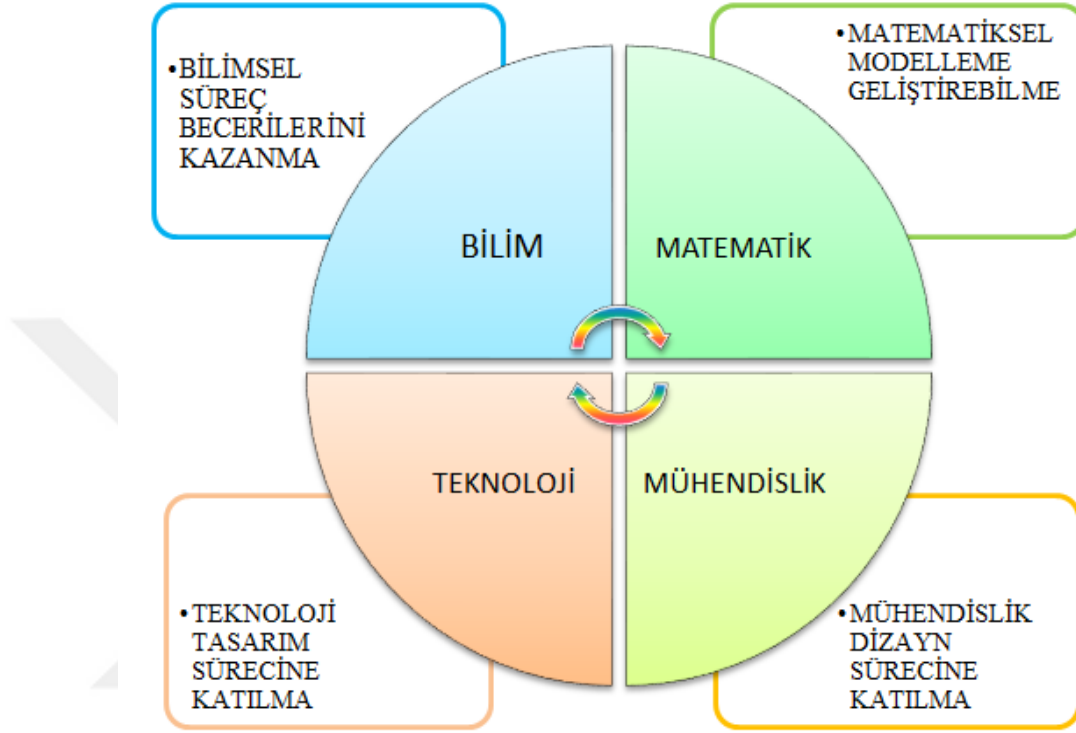 •BİLİMSEL
SÜREÇ
BECERİLERİNİ
KAZANMA
•MATEMATİKSEL
MODELLEME
GELİŞTİREBİLME
BİLİM
MATEMATİK
TEKNOLOJİ
MÜHENDİSLİK
•TEKNOLOJİ
TASARIM
SÜRECİNE
KATILMA
•MÜHENDİSLİK
DİZAYN
SÜRECİNE
KATILMA